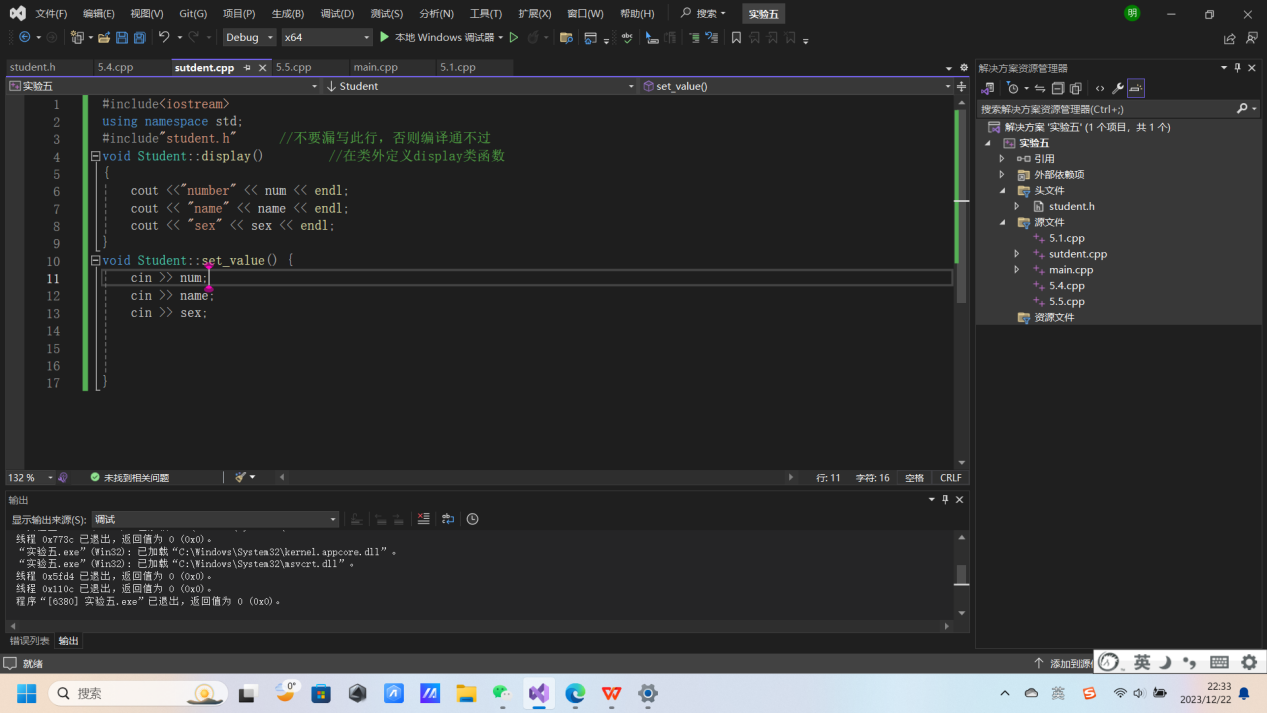 文件(F) 编辑(E) 视图(V) Git(G) 项目(P) 生成(B) 调试(D) 测试(S) 分析(N) 工具(T) 扩展(X) 窗口(W) 帮助(H) 搜索 实验五 明
Debug x64 本地 Windows 调试器
student.h 5.4.cpp sutdent.cpp 5.5.cpp main.cpp 5.1.cpp
实验五 Student set_value()
1 #include<iostream>
2 using namespace std;
3 #include"student.h" //不要漏写此行，否则编译通不过
4 void Student::display() //在类外定义display类函数
5 {
6 cout <<"number" << num << endl;
7 cout << "name" << name << endl;
8 cout << "sex" << sex << endl;
9 }
10 void Student::set_value() {
11 cin >> num;
12 cin >> name;
13 cin >> sex;
14
15
16
17 }
132 % 未找到相关问题 行: 11 字符: 16 空格 CRLF
输出
显示输出来源(S): 调试
线程 0x773c 已退出，返回值为 0 (0x0)。
“实验五.exe”(Win32): 已加载“C:\Windows\System32\kernel.appcore.dll”。
“实验五.exe”(Win32): 已加载“C:\Windows\System32\msvcrt.dll”。
线程 0x5fd4 已退出，返回值为 0 (0x0)。
线程 0x110c 已退出，返回值为 0 (0x0)。
程序“[6380] 实验五.exe”已退出，返回值为 0 (0x0)。
错误列表 输出
就绪
解决方案资源管理器
搜索解决方案资源管理器(Ctrl+;)
解决方案 '实验五' (1 个项目，共 1 个)
实验五
引用
外部依赖项
头文件
student.h
源文件
5.1.cpp
sutdent.cpp
main.cpp
5.4.cpp
5.5.cpp
资源文件
添加到源
英
搜索
0°
英
22:33
2023/12/22